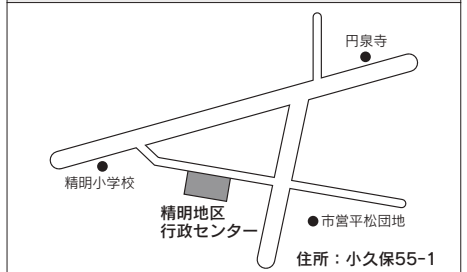 円泉寺
精明小学校
精明地区
行政センター
市営平松団地
住所：小久保55-1